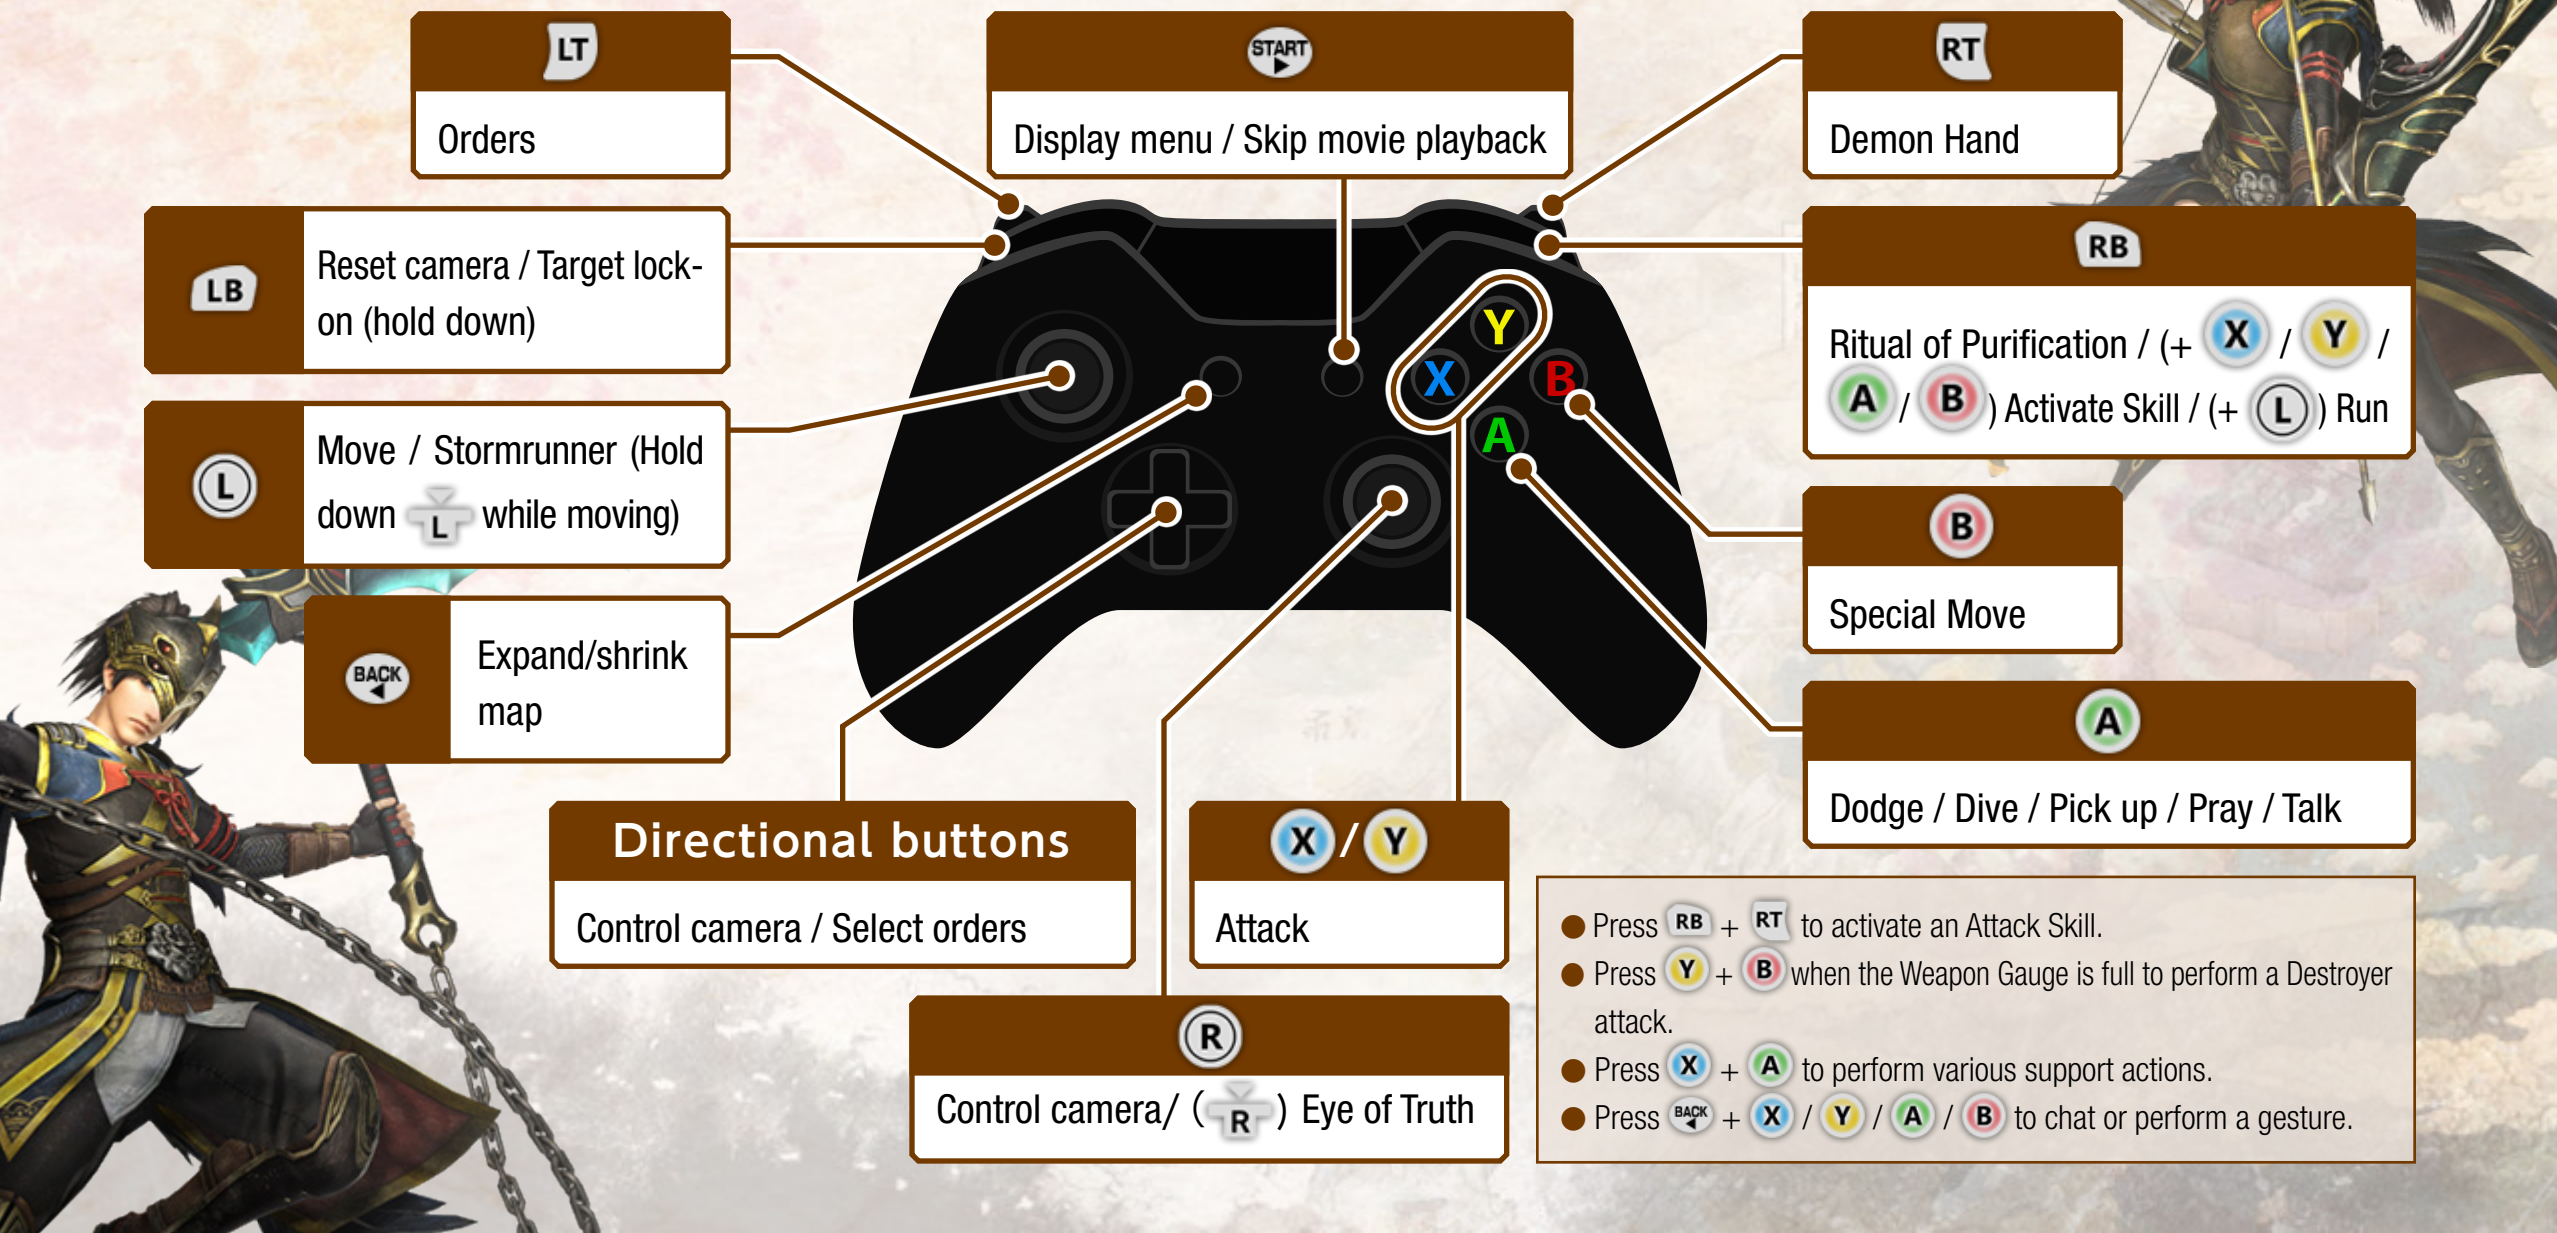 LT
Orders
START
Display menu / Skip movie playback
RT
Demon Hand
LB
Reset camera / Target lock-
on (hold down)
RB
Ritual of Purification / (+ X / Y /
A / B ) Activate Skill / (+ L ) Run
L
Move / Stormrunner (Hold
down L while moving)
Y
X
B
A
B
Special Move
BACK
Expand/shrink
map
A
Dodge / Dive / Pick up / Pray / Talk
Directional buttons
Control camera / Select orders
X / Y
Attack
R
Control camera/ ( R ) Eye of Truth
● Press RB + RT to activate an Attack Skill.
● Press Y + B when the Weapon Gauge is full to perform a Destroyer
attack.
● Press X + A to perform various support actions.
● Press BACK + X / Y / A / B to chat or perform a gesture.